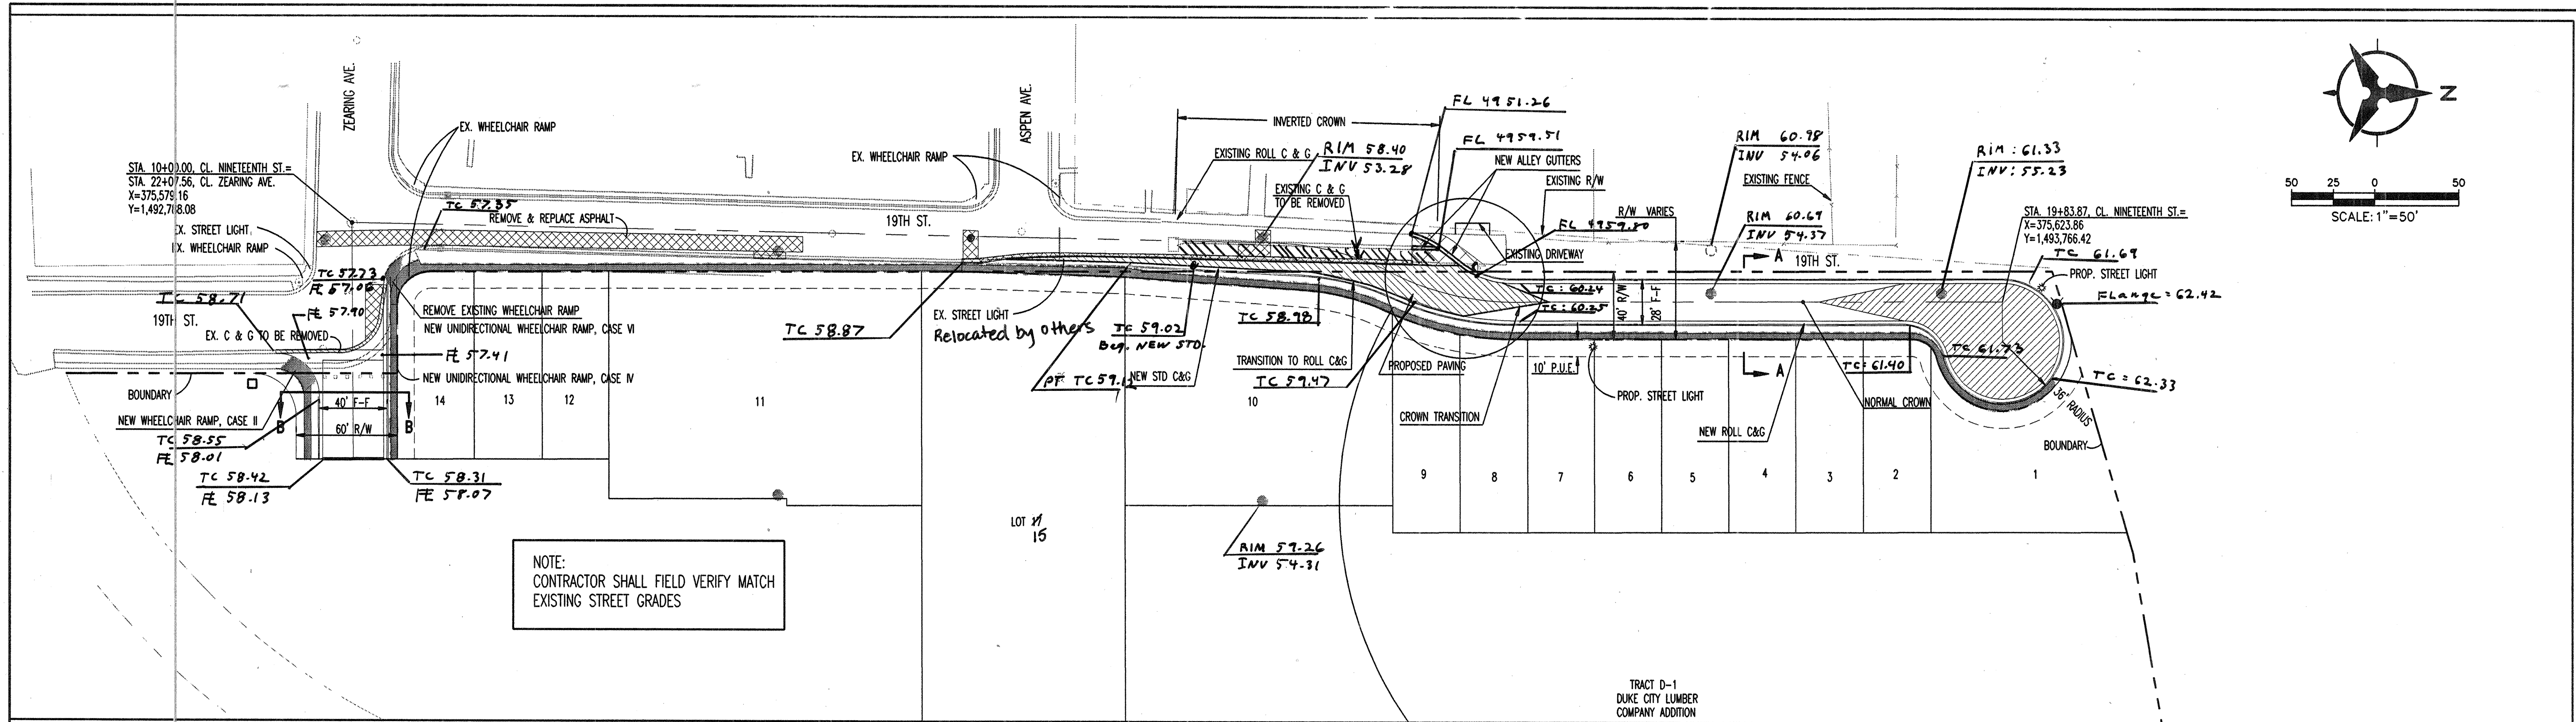 ZEARING AVE.
EX. WHEELCHAIR RAMP
STA. 10+00.00, CL. NINETEENTH ST.=
STA. 22+07.56, CL. ZEARING AVE.
X=375,579.16
Y=1,492,708.08
EX. STREET LIGHT
EX. WHEELCHAIR RAMP
TC 57.35
REMOVE & REPLACE ASPHALT
19TH ST.
ASPEN AVE.
EX. WHEELCHAIR RAMP
INVERTED CROWN
EXISTING ROLL C & G
RIM 58.40
INV 53.28
EXISTING C & G
TO BE REMOVED
FL 4951.26
FL 4959.51
NEW ALLEY GUTTERS
EXISTING R/W
R/W VARIES
FL 4959.80
EXISTING DRIVEWAY
RIM 60.98
INV 54.06
EXISTING FENCE
RIM 60.69
INV 54.37
A
19TH ST.
RIM : 61.33
INV : 55.23
STA. 19+83.87, CL. NINETEENTH ST.=
X=375,623.86
Y=1,493,766.42
TC 61.69
PROP. STREET LIGHT
FLange = 62.42
N
50 25 0 50
SCALE: 1"=50'
TC 57.23
FL 57.06
TC 58.71
19TH ST.
FL 57.90
EX. C & G TO BE REMOVED
REMOVE EXISTING WHEELCHAIR RAMP
NEW UNIDIRECTIONAL WHEELCHAIR RAMP, CASE VI
FL 57.41
NEW UNIDIRECTIONAL WHEELCHAIR RAMP, CASE IV
BOUNDARY
NEW WHEELCHAIR RAMP, CASE II
B
B
40' F-F
60' R/W
TC 58.55
FL 58.01
TC 58.42
FL 58.13
TC 58.31
FL 58.07
14
13
12
11
TC 58.87
EX. STREET LIGHT
Relocated by others
TC 59.02
Beg. NEW STD.
PT TC 59.1
NEW STD C&G
10
TC 58.98
TRANSITION TO ROLL C&G
TC 59.47
PROPOSED PAVING
CROWN TRANSITION
TC : 60.24
TC : 60.25
10' P.U.E.
40' R/W
28' F-F
PROP. STREET LIGHT
A
NEW ROLL C&G
TC : 61.40
NORMAL CROWN
TC 61.73
TC = 62.33
36' RADIUS
BOUNDARY
9
8
7
6
5
4
3
2
1
LOT
15
RIM 59.26
INV 54.31
NOTE:
CONTRACTOR SHALL FIELD VERIFY MATCH
EXISTING STREET GRADES
TRACT D-1
DUKE CITY LUMBER
COMPANY ADDITION